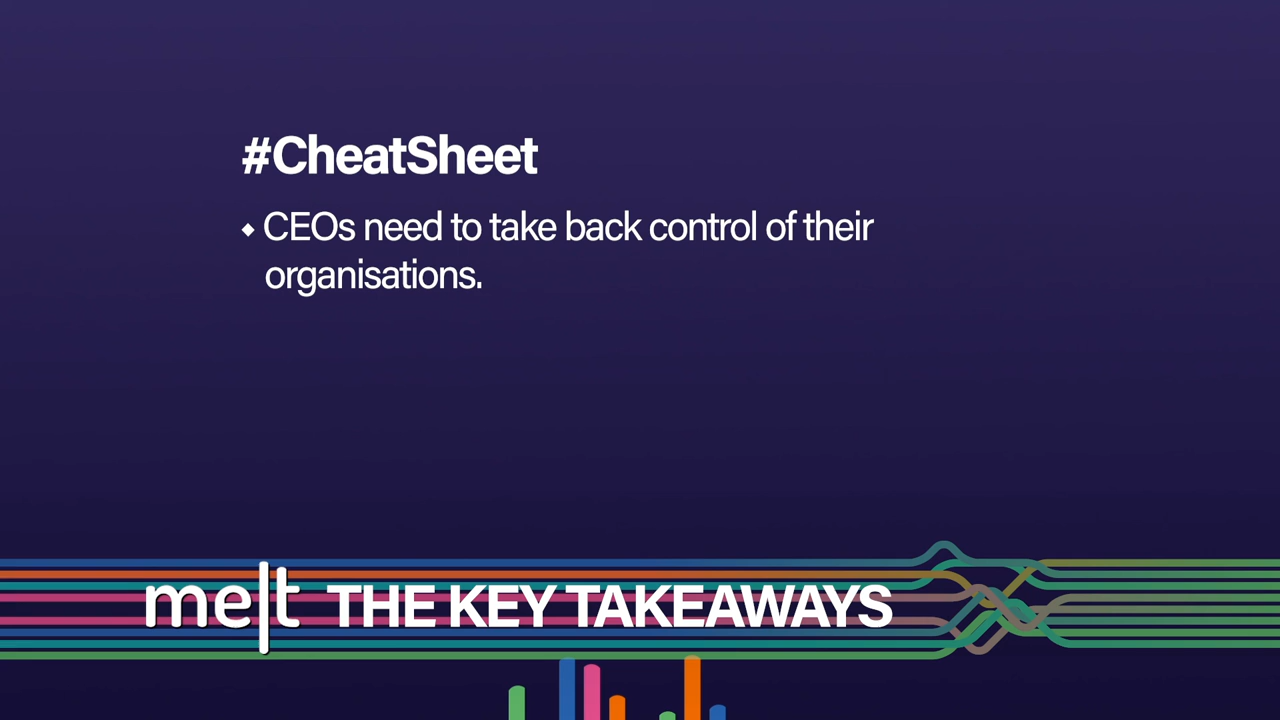 #CheatSheet
◆ CEOs need to take back control of their
organisations.
melt THE KEY TAKEAWAYS